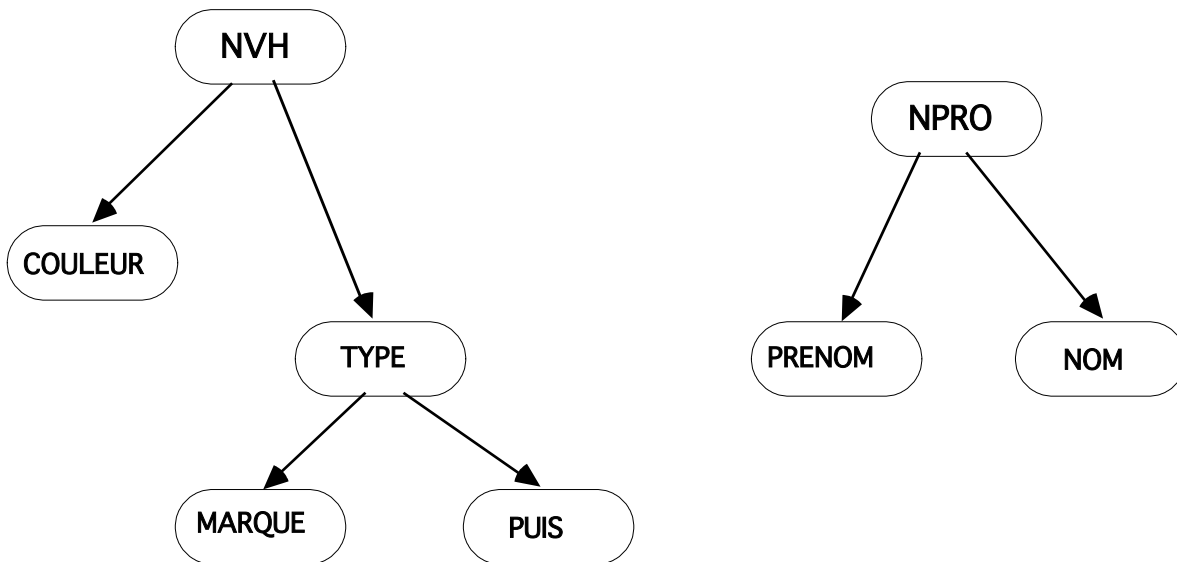 NVH
NPRO
COULEUR
TYPE
PRENOM
NOM
MARQUE
PUIS